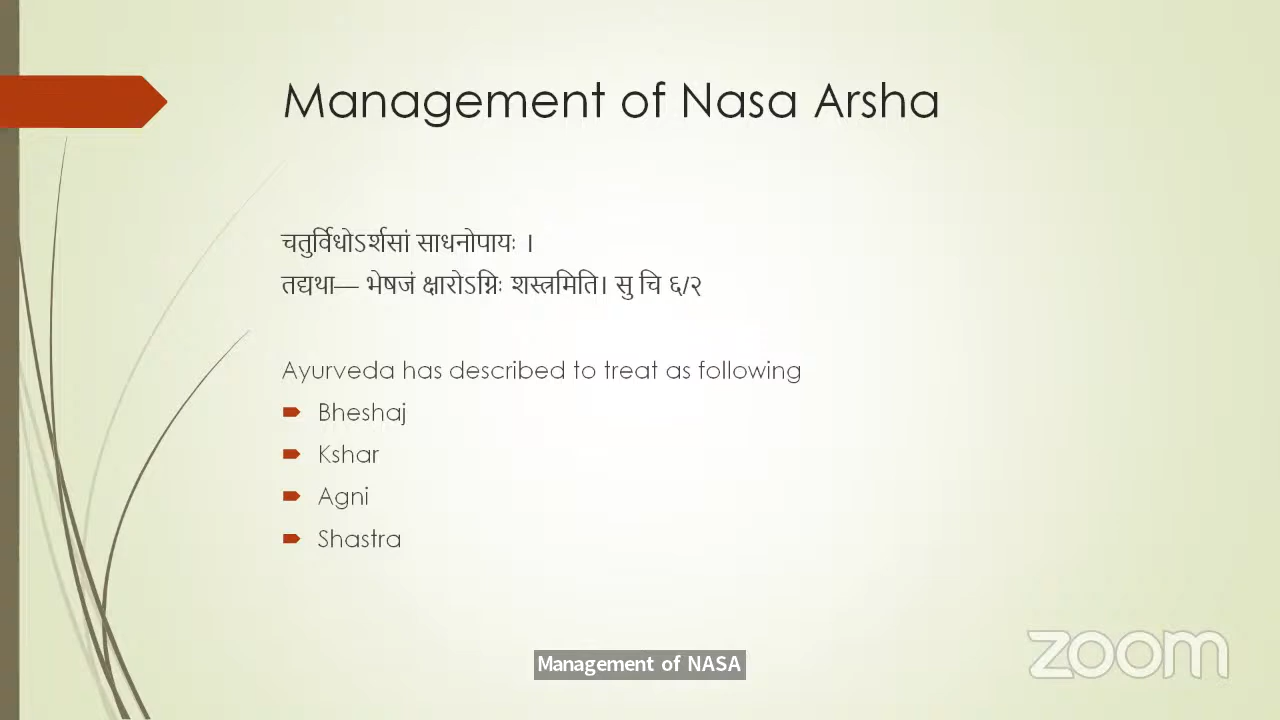 Management of Nasa Arsha
चतुर्विधोऽर्शसां साधनोपायः ।
तद्यथा— भेषजं क्षारोऽग्निः शस्त्रमिति। सु चि ६/२
Ayurveda has described to treat as following
Bheshaj
Kshar
Agni
Shastra
Management of NASA
zoom